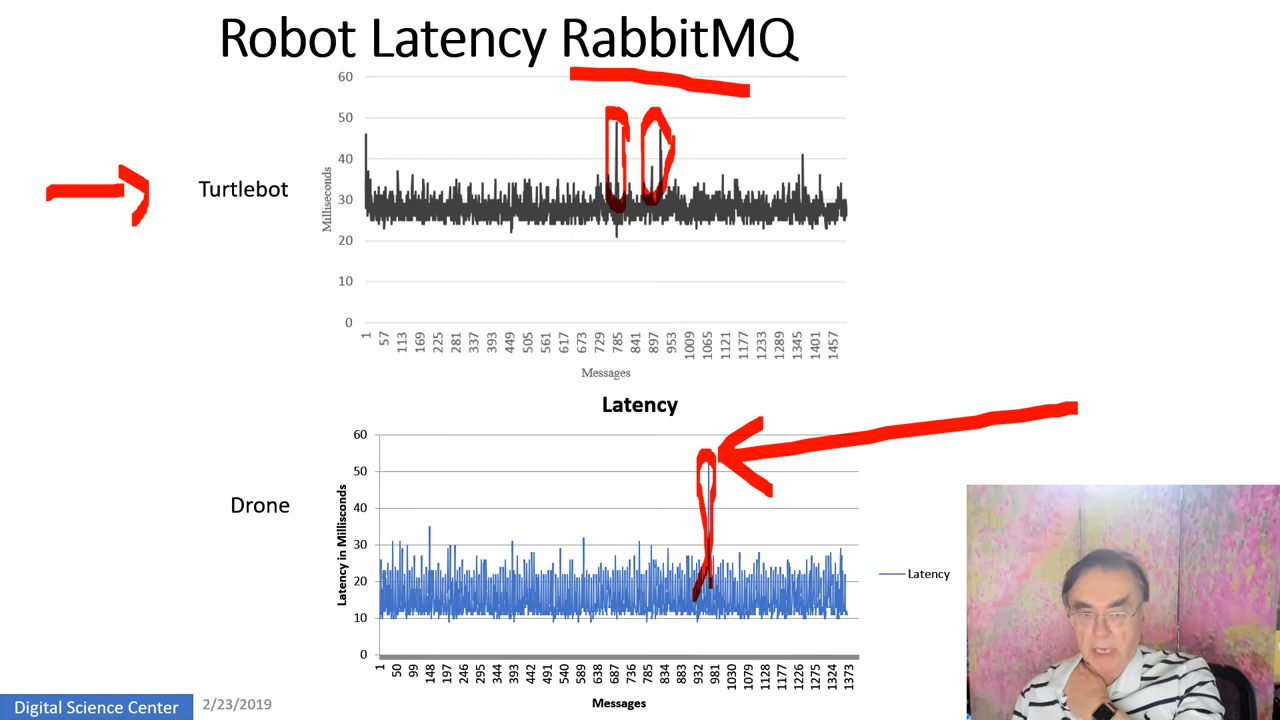 Robot Latency RabbitMQ
60
50
40
30
20
10
0
Milliseconds
Turtlebot
1 57 113 169 225 281 337 393 449 505 561 617 673 729 785 841 897 953 1009 1065 1121 1177 1233 1289 1345 1401 1457
Messages
Latency
60
50
40
30
20
10
0
Latency in Millisconds
Drone
Latency
1 50 99 148 197 246 295 344 393 442 491 540 589 638 687 736 785 834 883 932 981 1030 1079 1128 1177 1226 1275 1324 1373
Messages
Digital Science Center
2/23/2019